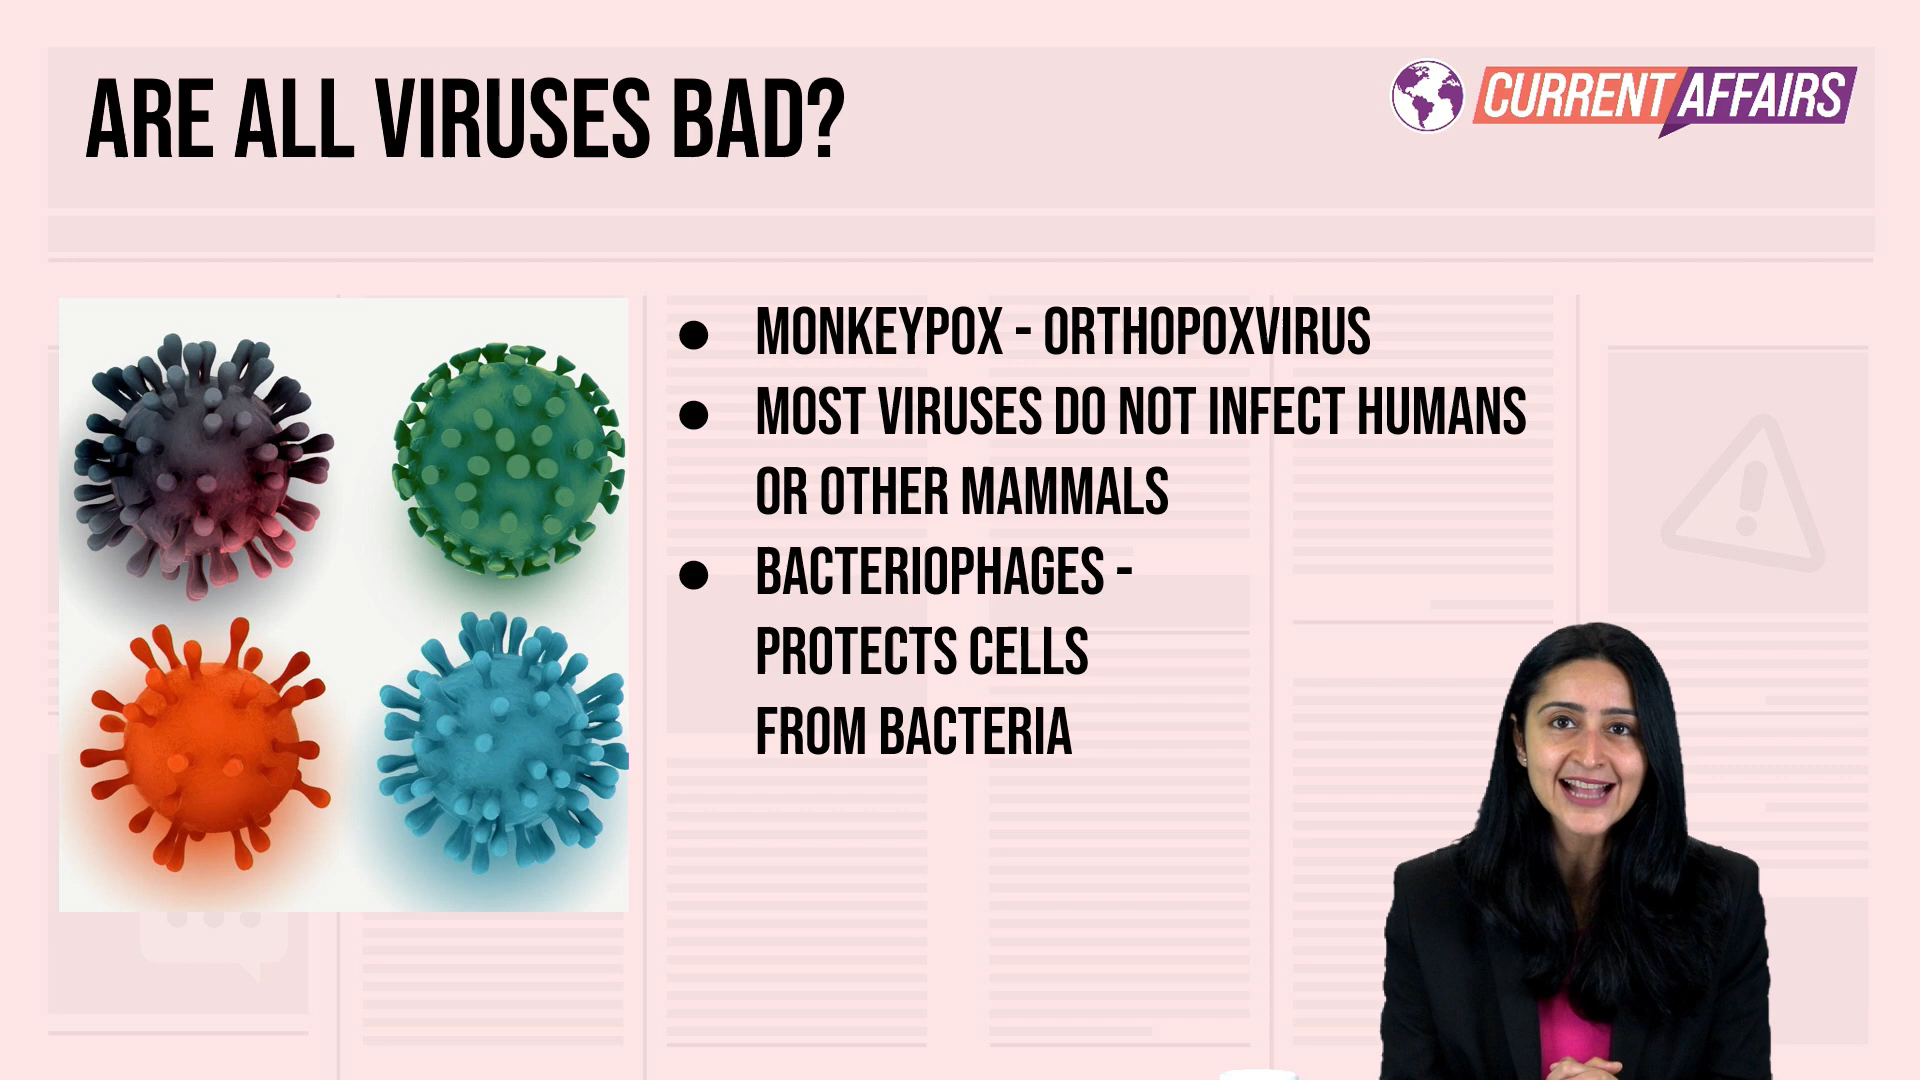 ARE ALL VIRUSES BAD?
CURRENT AFFAIRS
● MONKEYPOX - ORTHOPOXVIRUS
● MOST VIRUSES DO NOT INFECT HUMANS
OR OTHER MAMMALS
● BACTERIOPHAGES -
PROTECTS CELLS
FROM BACTERIA